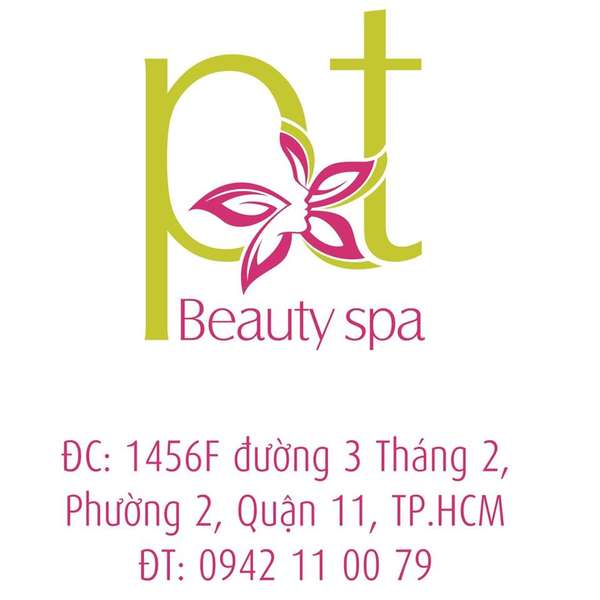 pt
Beauty spa
ĐC: 1456F đường 3 Tháng 2,
Phường 2, Quận 11, TP.HCM
ĐT: 0942 11 00 79